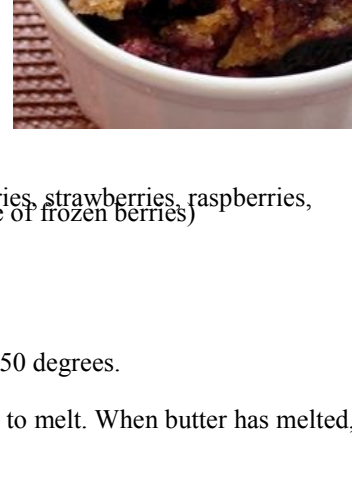 ries, strawberries, raspberries,
e of frozen berries)
50 degrees.
to melt. When butter has melted,